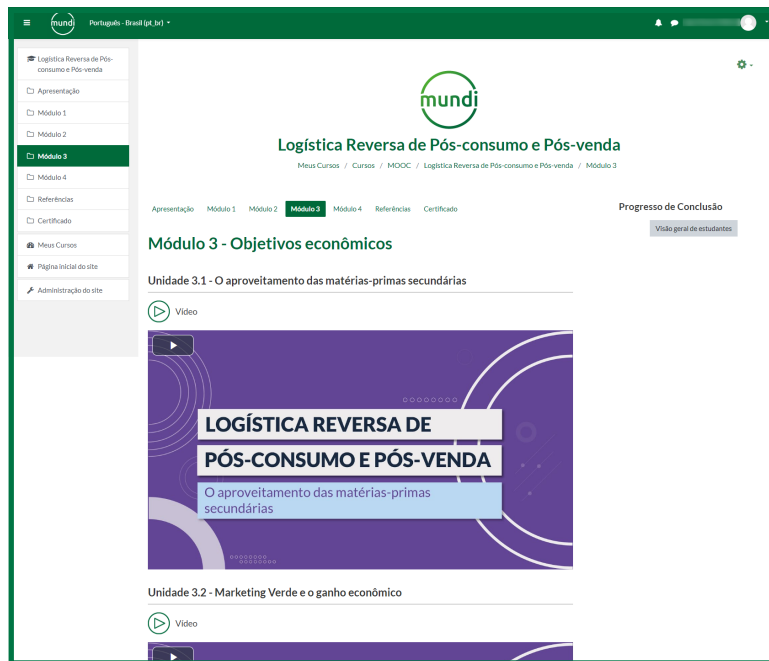 mundi
Português - Brasil (pt_br)
Logística Reversa de Pós-
consumo e Pós-venda
Apresentação
Módulo 1
Módulo 2
Módulo 3
Módulo 4
Referências
Certificado
Meus Cursos
Página inicial do site
Administração do site
mundi
Logística Reversa de Pós-consumo e Pós-venda
Meus Cursos / Cursos / MOOC / Logística Reversa de Pós-consumo e Pós-venda / Módulo 3
Apresentação Módulo 1 Módulo 2 Módulo 3 Módulo 4 Referências Certificado
Progresso de Conclusão
Visão geral de estudantes
Módulo 3 - Objetivos econômicos
Unidade 3.1 - O aproveitamento das matérias-primas secundárias
Vídeo
LOGÍSTICA REVERSA DE
PÓS-CONSUMO E PÓS-VENDA
O aproveitamento das matérias-primas
secundárias
Unidade 3.2 - Marketing Verde e o ganho econômico
Vídeo